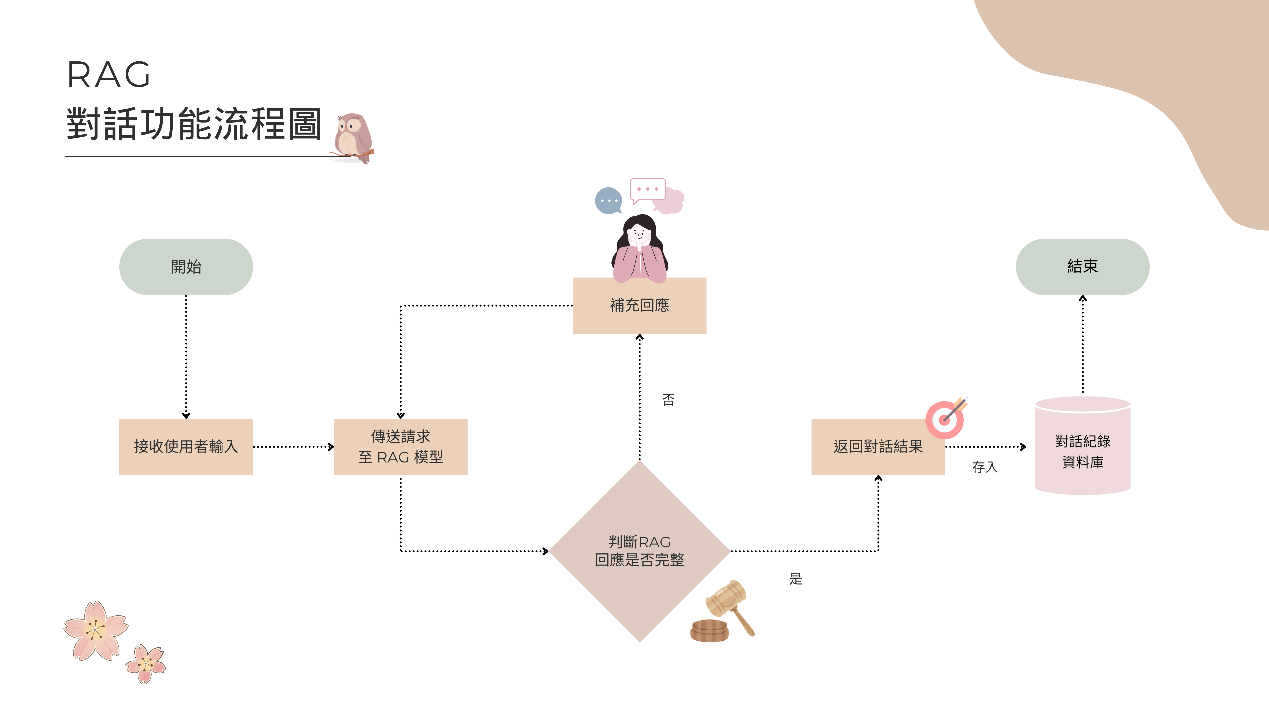 RAG
對話功能流程圖
開始
結束
補充回應
否
接收使用者輸入
傳送請求
至 RAG 模型
返回對話結果
存入
對話紀錄
資料庫
判斷RAG
回應是否完整
是